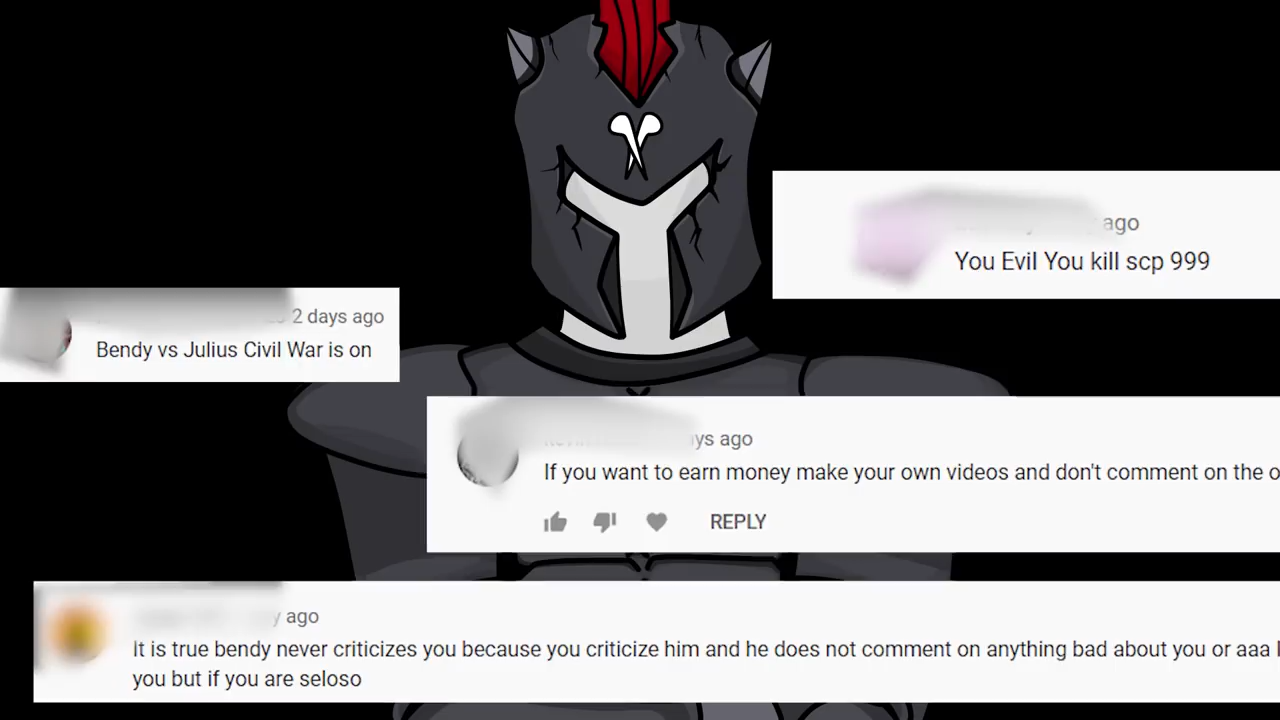 ago
You Evil You kill scp 999
2 days ago
Bendy vs Julius Civil War is on
ays ago
If you want to earn money make your own videos and don't comment on the o
REPLY
y ago
It is true bendy never criticizes you because you criticize him and he does not comment on anything bad about you or aaa
you but if you are seloso